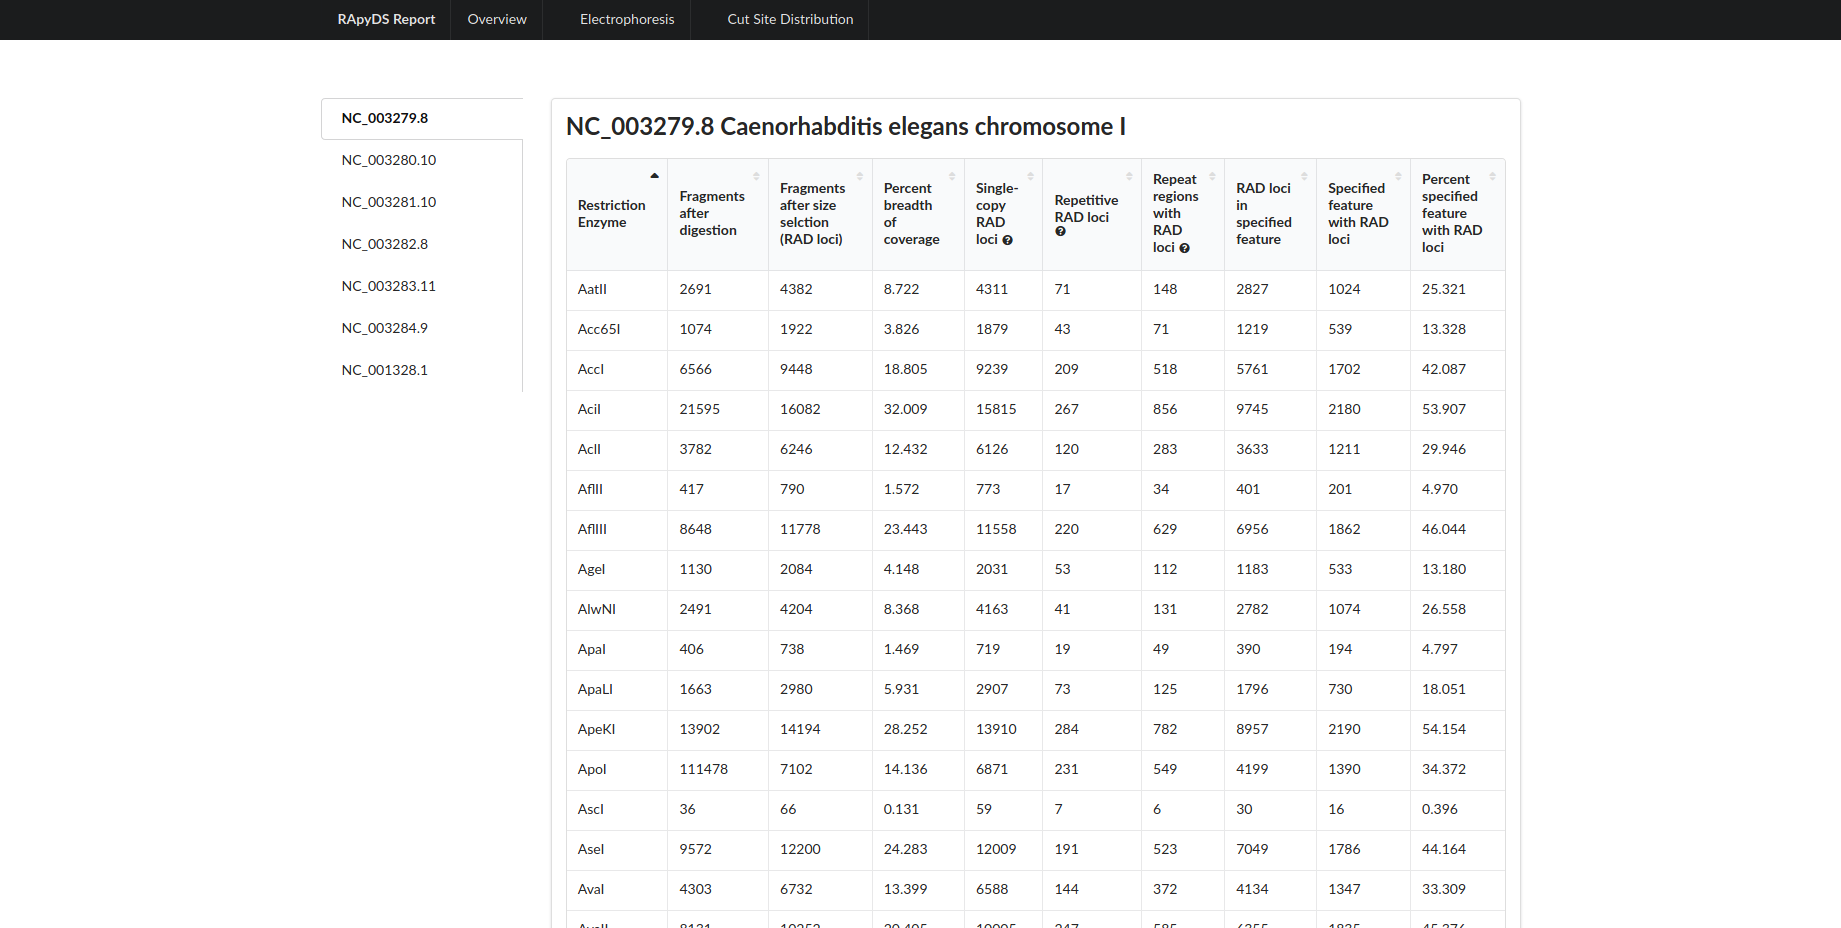 RApyDS Report Overview Electrophoresis Cut Site Distribution
NC_003279.8
NC_003280.10
NC_003281.10
NC_003282.8
NC_003283.11
NC_003284.9
NC_001328.1
NC_003279.8 Caenorhabditis elegans chromosome I
Restriction
Enzyme
Fragments
after
digestion
Fragments
after size
selction
(RAD loci)
Percent
breadth
of
coverage
Single-
copy
RAD
loci
Repetitive
RAD loci
Repeat
regions
with
RAD
loci
RAD loci
in
specified
feature
Specified
feature
with RAD
loci
Percent
specified
feature
with RAD
loci
AatII 2691 4382 8.722 4311 71 148 2827 1024 25.321
Acc65I 1074 1922 3.826 1879 43 71 1219 539 13.328
AccI 6566 9448 18.805 9239 209 518 5761 1702 42.087
AciI 21595 16082 32.009 15815 267 856 9745 2180 53.907
AclI 3782 6246 12.432 6126 120 283 3633 1211 29.946
AflII 417 790 1.572 773 17 34 401 201 4.970
AflIII 8648 11778 23.443 11558 220 629 6956 1862 46.044
AgeI 1130 2084 4.148 2031 53 112 1183 533 13.180
AlwNI 2491 4204 8.368 4163 41 131 2782 1074 26.558
ApaI 406 738 1.469 719 19 49 390 194 4.797
ApaLI 1663 2980 5.931 2907 73 125 1796 730 18.051
ApeKI 13902 14194 28.252 13910 284 782 8957 2190 54.154
ApoI 111478 7102 14.136 6871 231 549 4199 1390 34.372
AscI 36 66 0.131 59 7 6 30 16 0.396
AseI 9572 12200 24.283 12009 191 523 7049 1786 44.164
AvaI 4303 6732 13.399 6588 144 372 4134 1347 33.309